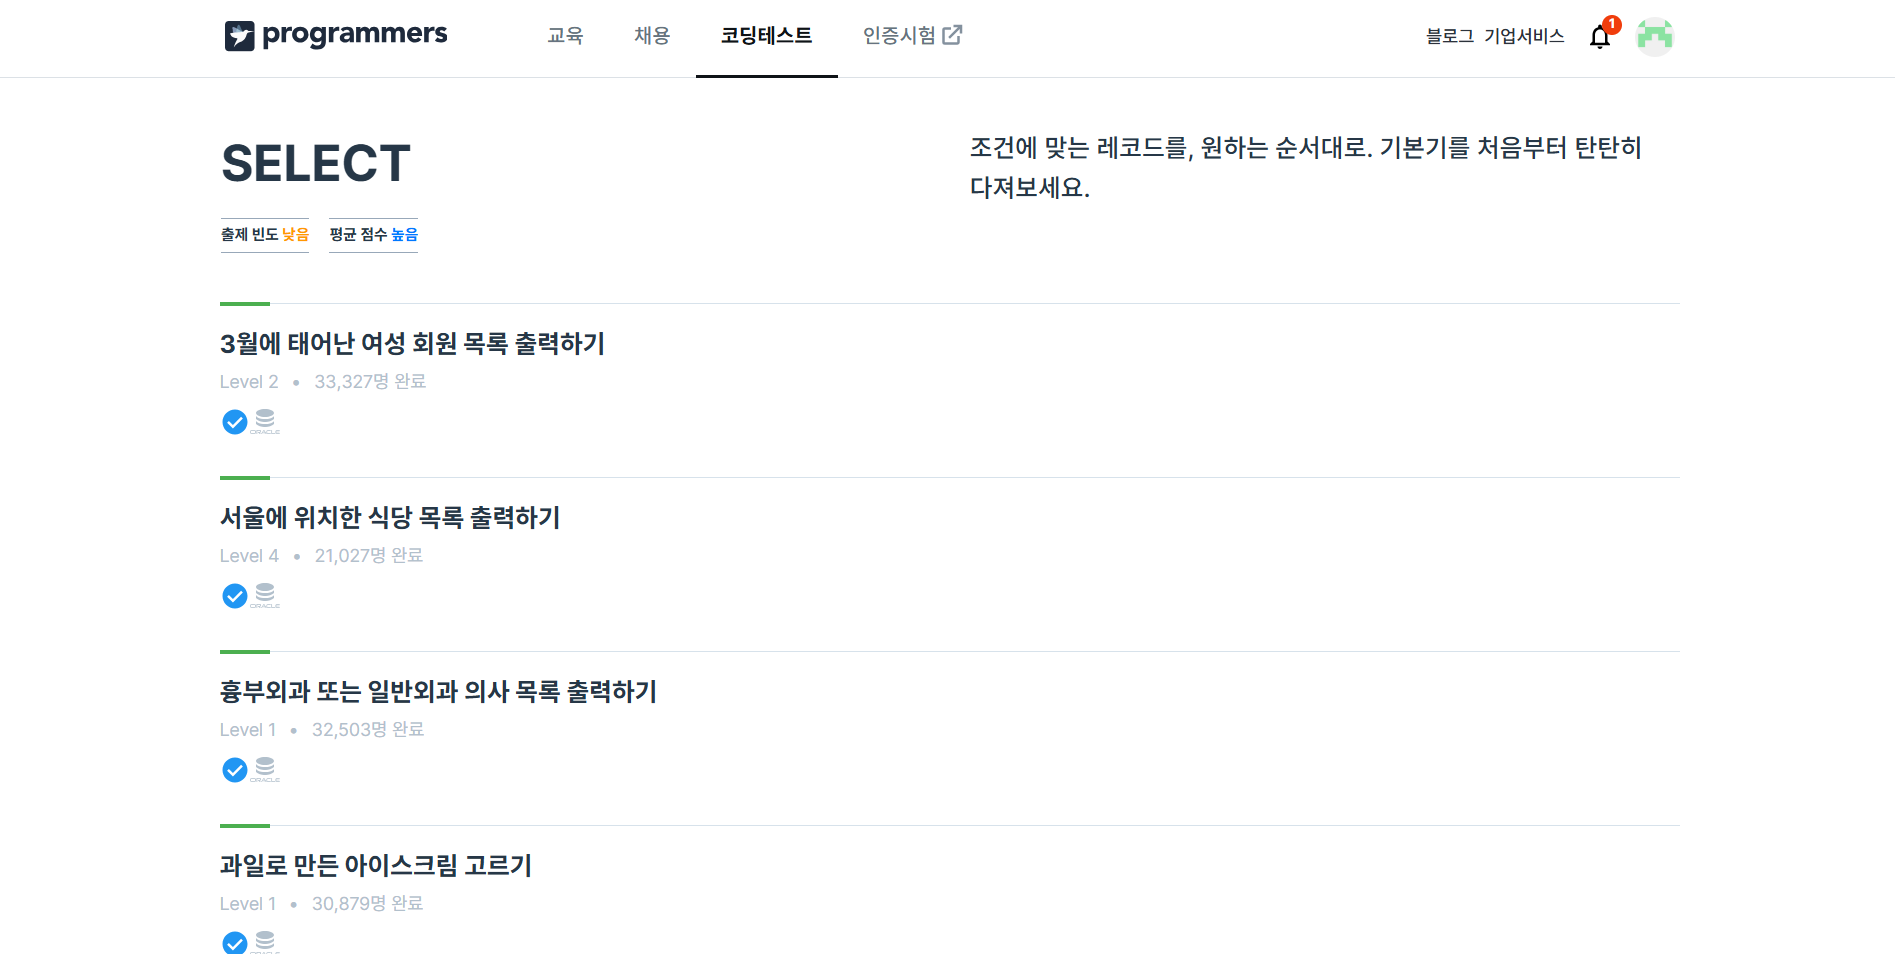 programmers 교육 채용 코딩테스트 인증시험 블로그 기업서비스 1
SELECT
조건에 맞는 레코드를, 원하는 순서대로. 기본기를 처음부터 탄탄히
다져보세요.
출제 빈도 낮음 평균 점수 높음
3월에 태어난 여성 회원 목록 출력하기
Level 2 • 33,327명 완료
ORACLE
서울에 위치한 식당 목록 출력하기
Level 4 • 21,027명 완료
ORACLE
흉부외과 또는 일반외과 의사 목록 출력하기
Level 1 • 32,503명 완료
ORACLE
과일로 만든 아이스크림 고르기
Level 1 • 30,879명 완료
ORACLE